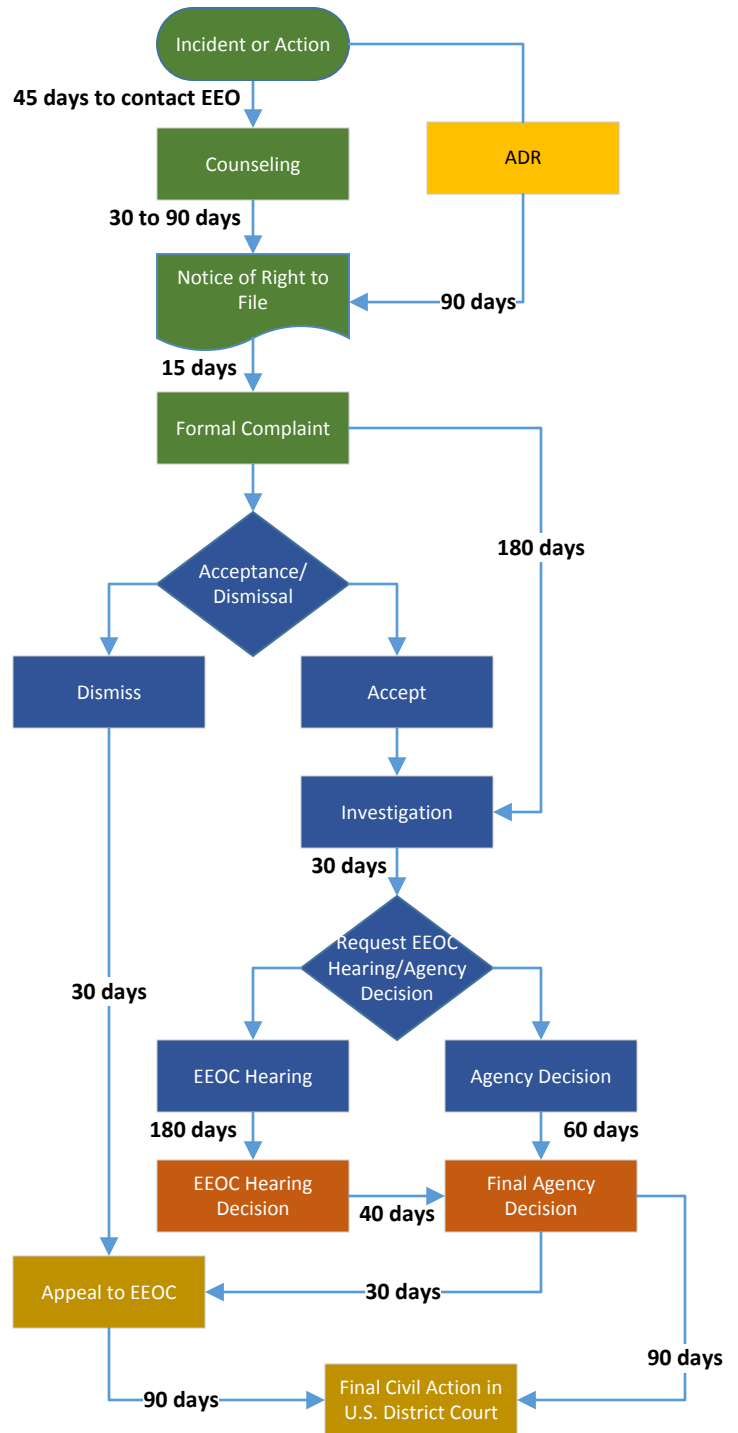 Incident or Action
45 days to contact EEO
ADR
Counseling
30 to 90 days
Notice of Right to
File
90 days
15 days
Formal Complaint
180 days
Acceptance/
Dismissal
Dismiss
Accept
Investigation
30 days
Request EEOC
Hearing/Agency
Decision
30 days
EEOC Hearing
Agency Decision
180 days
60 days
EEOC Hearing
Decision
40 days
Final Agency
Decision
Appeal to EEOC
30 days
90 days
90 days
Final Civil Action in
U.S. District Court